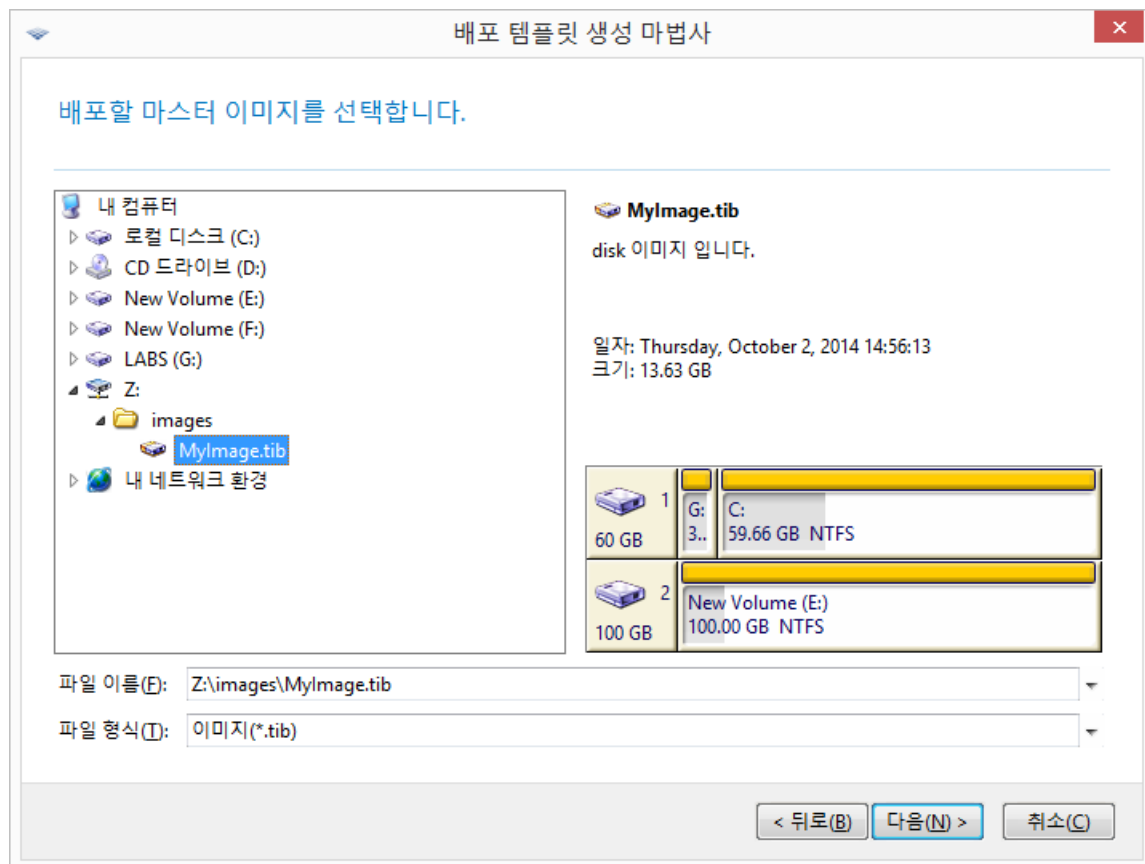 배포 템플릿 생성 마법사
배포할 마스터 이미지를 선택합니다.
내 컴퓨터
로컬 디스크 (C:)
CD 드라이브 (D:)
New Volume (E:)
New Volume (F:)
LABS (G:)
Z:
images
MyImage.tib
내 네트워크 환경
MyImage.tib
disk 이미지 입니다.
일자: Thursday, October 2, 2014 14:56:13
크기: 13.63 GB
1
60 GB
G:
3..
C:
59.66 GB NTFS
2
100 GB
New Volume (E:)
100.00 GB NTFS
파일 이름(F): Z:\images\MyImage.tib
파일 형식(T): 이미지(*.tib)
< 뒤로(B) 다음(N) > 취소(C)